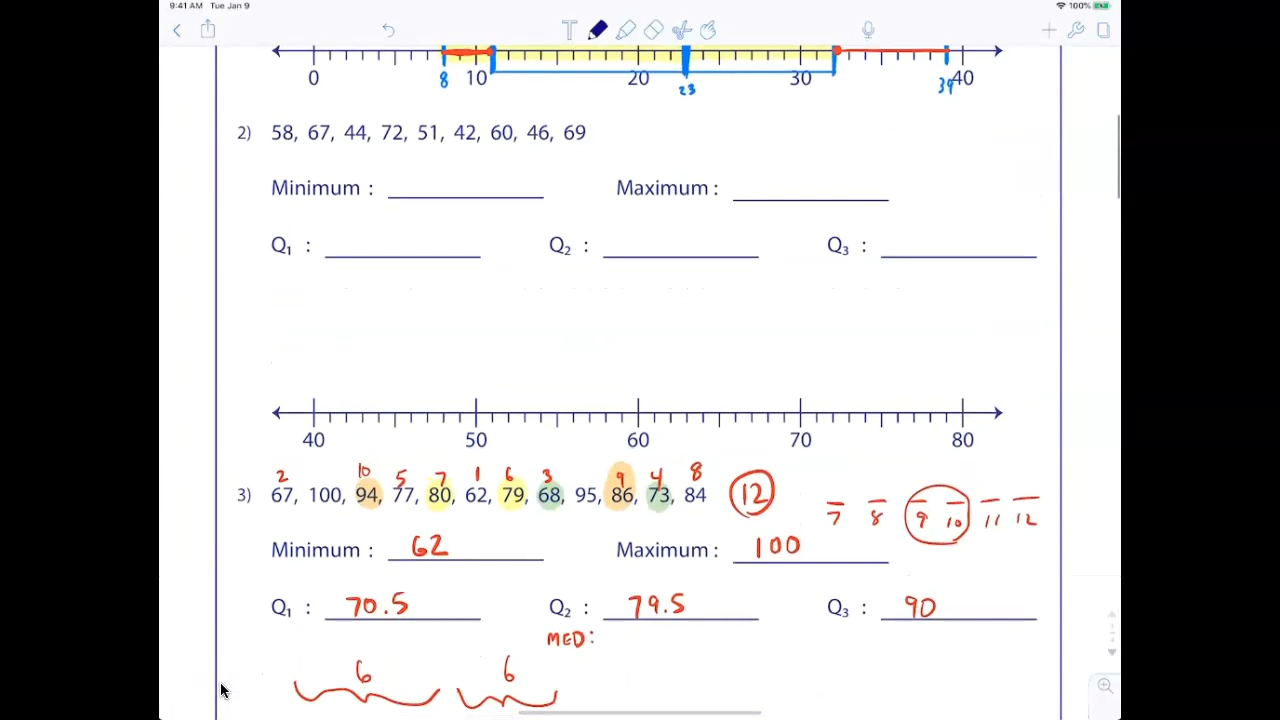 9:41 AM Tue Jan 9 100%
0 10 20 30 40
8 23 39
2) 58, 67, 44, 72, 51, 42, 60, 46, 69
Minimum : Maximum :
Q₁ : Q₂ : Q₃ :
40 50 60 70 80
2 10 5 7 1 6 3 9 4 8
3) 67, 100, 94, 77, 80, 62, 79, 68, 95, 86, 73, 84 12
7 8 9 10 11 12
Minimum : 62 Maximum : 100
Q₁ : 70.5 Q₂ : 79.5 Q₃ : 90
MED:
6 6